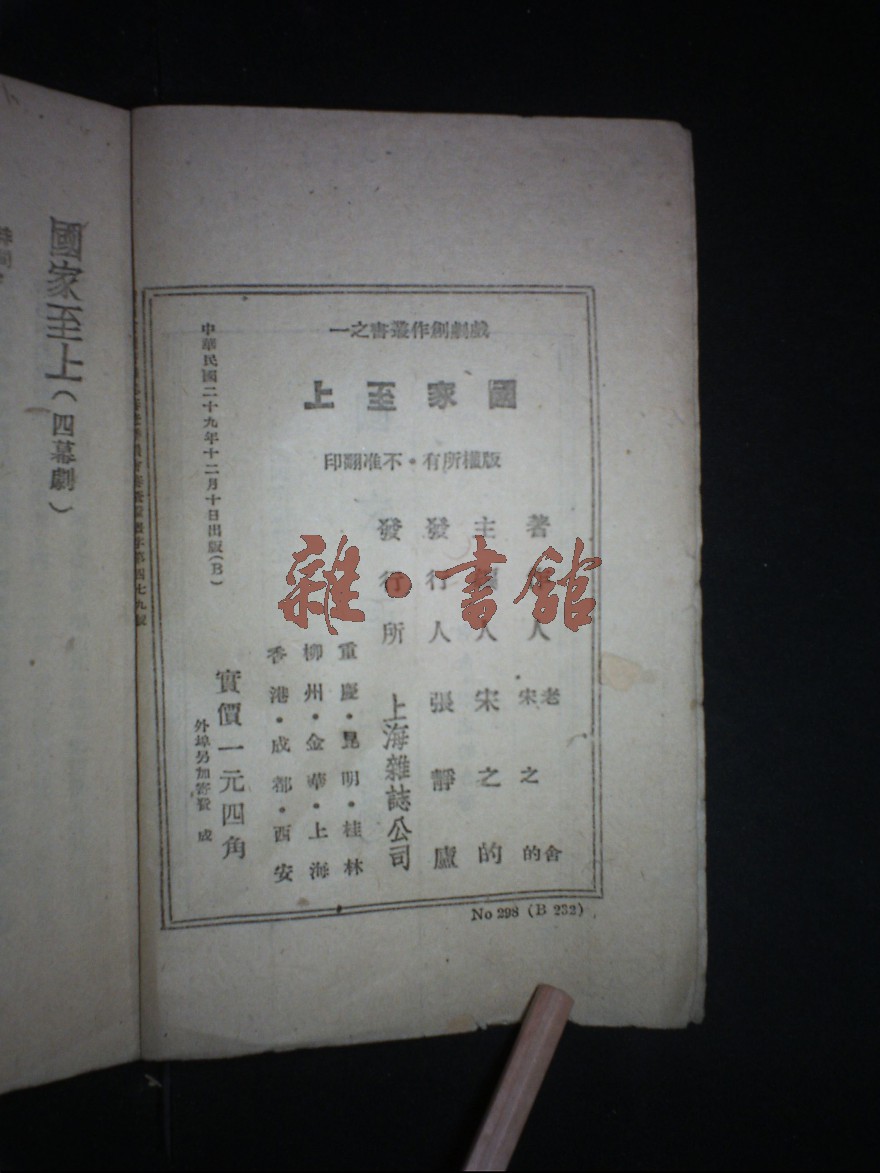 戲劇創作叢書之一
國家至上
版權所有・不准翻印
著作人 老舍
宋之的
主編人 宋之的
發行人 張靜廬
發行所 上海雜誌公司
重慶・昆明・桂林
柳州・金華・上海
香港・成都・西安
實價一元四角
外埠另加寄費 成
中華民國二十九年十二月十日出版(B)
第四七九號
No 298 (B 232)
國家至上(四幕劇)
雜・書館